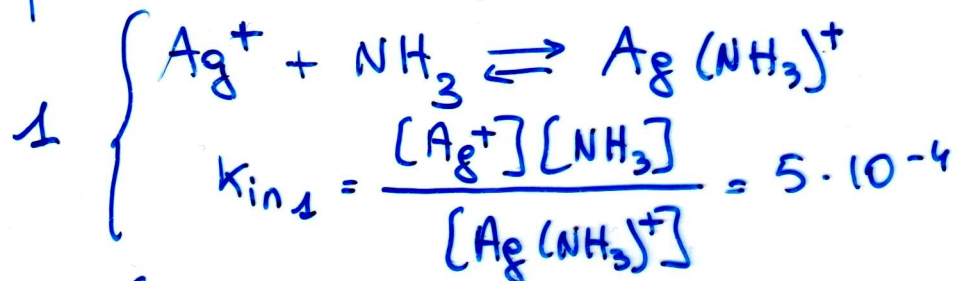 Ag⁺ + NH₃ ⇌ Ag(NH₃)⁺
1
Kin₁ = [Ag⁺][NH₃] / [Ag(NH₃)⁺] = 5·10⁻⁴